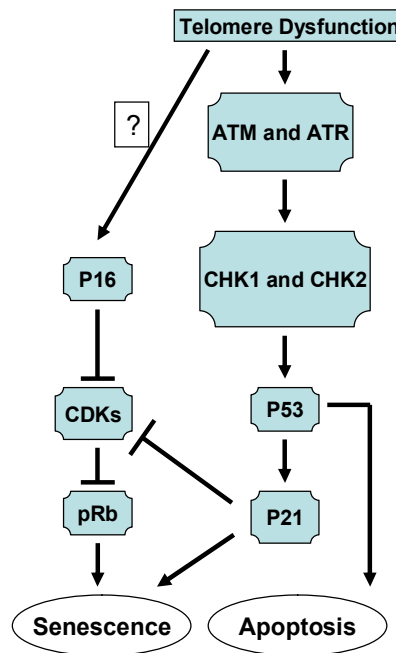 Telomere Dysfunction
?
ATM and ATR
P16
CHK1 and CHK2
CDKs
P53
pRb
P21
Senescence
Apoptosis